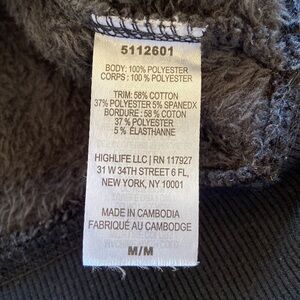 5112601
BODY: 100% POLYESTER
CORPS : 100 % POLYESTER
TRIM: 58% COTTON
37% POLYESTER 5% SPANEDX
BORDURE : 58 % COTON
37 % POLYESTER
5 % ÉLASTHANNE
HIGHLIFE LLC | RN 117927
31 W 34TH STREET 6 FL,
NEW YORK, NY 10001
MADE IN CAMBODIA
FABRIQUÉ AU CAMBODGE
M/M